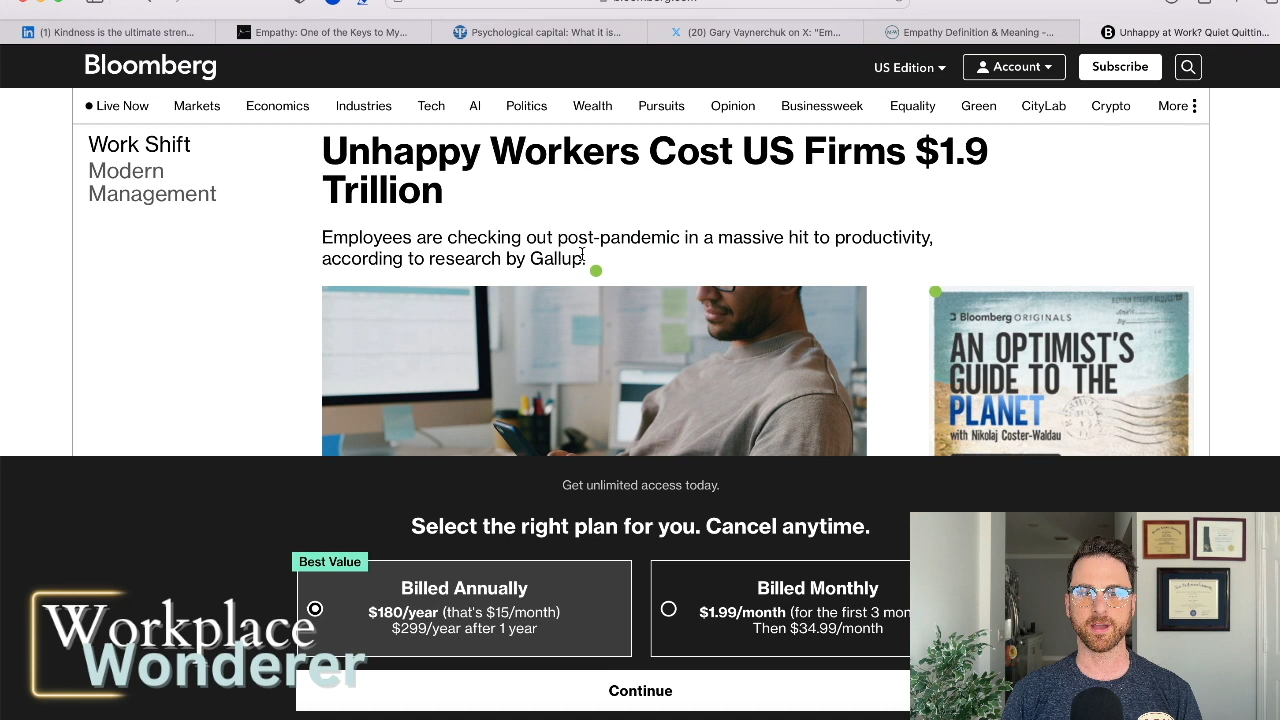 bloomberg.com
(1) Kindness is the ultimate stren...
Empathy: One of the Keys to My...
Psychological capital: What it is...
(20) Gary Vaynerchuk on X: "Em...
Empathy Definition & Meaning -...
Unhappy at Work? Quiet Quittin...
Bloomberg
US Edition
Account
Subscribe
Live Now Markets Economics Industries Tech AI Politics Wealth Pursuits Opinion Businessweek Equality Green CityLab Crypto More
Work Shift
Modern
Management
Unhappy Workers Cost US Firms $1.9
Trillion
Employees are checking out post-pandemic in a massive hit to productivity,
according to research by Gallup.
Bloomberg ORIGINALS
AN OPTIMIST'S
GUIDE TO THE
PLANET
with Nikolaj Coster-Waldau
Get unlimited access today.
Select the right plan for you. Cancel anytime.
Best Value
Billed Annually
$180/year (that's $15/month)
$299/year after 1 year
Billed Monthly
$1.99/month (for the first 3 mon
Then $34.99/month
Continue
Workplace
Wonderer